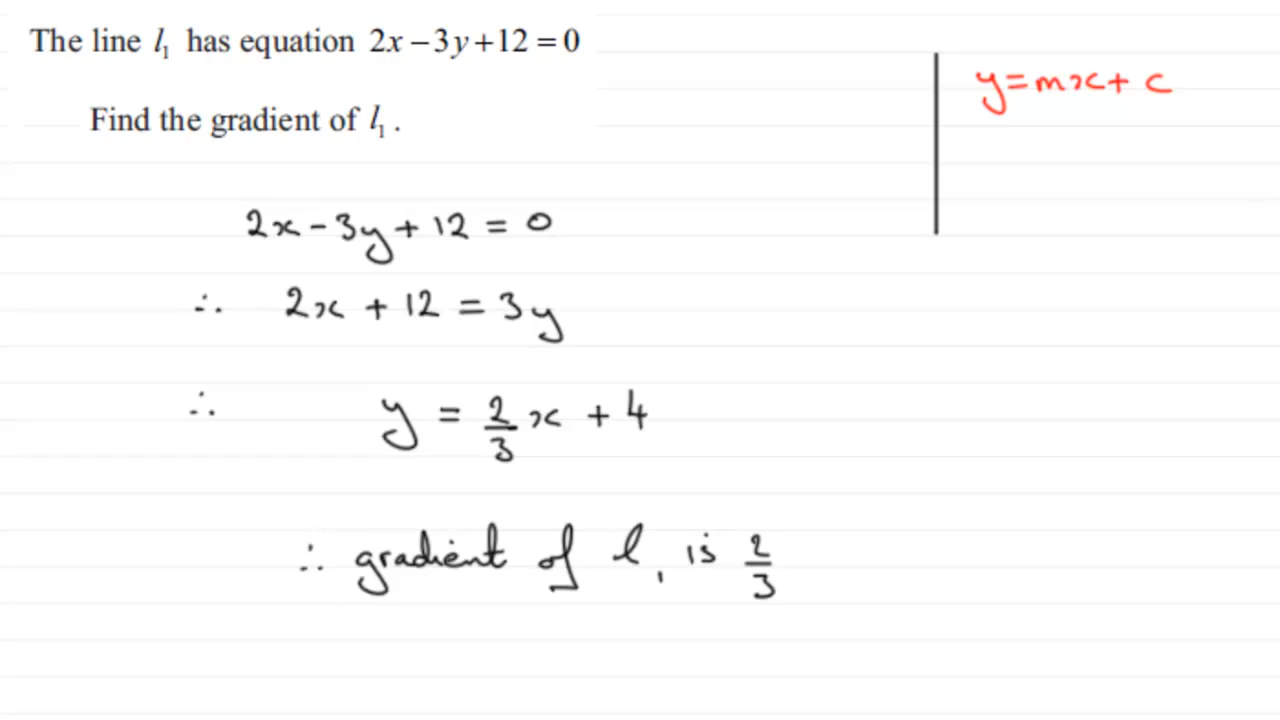 The line l₁ has equation 2x − 3y + 12 = 0
y = mx + c
Find the gradient of l₁.
2x − 3y + 12 = 0
∴ 2x + 12 = 3y
∴ y = 2/3 x + 4
∴ gradient of l₁ is 2/3